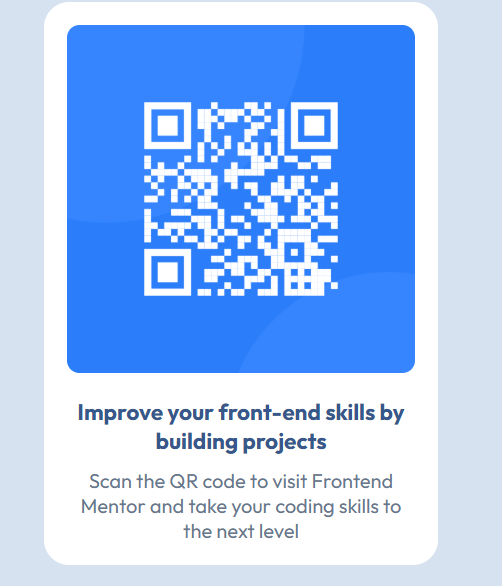 Improve your front-end skills by
building projects
Scan the QR code to visit Frontend
Mentor and take your coding skills to
the next level